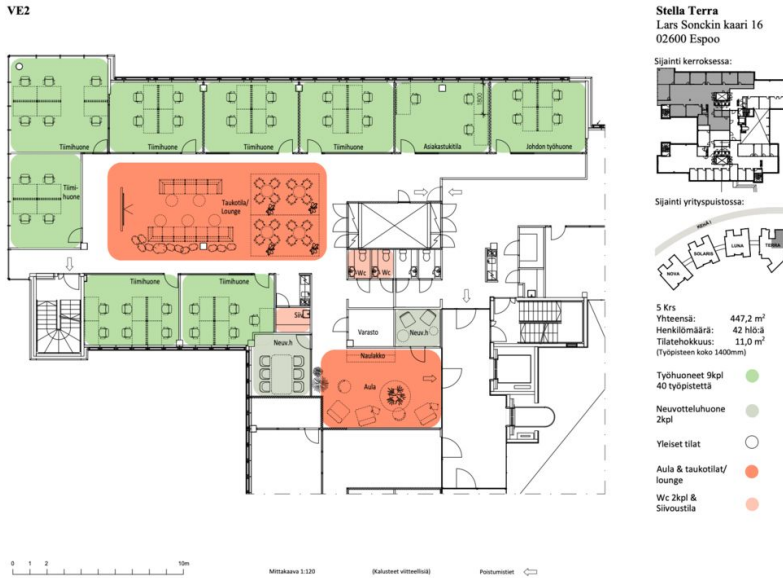 VE2
Stella Terra
Lars Sonckin kaari 16
02600 Espoo
Sijainti kerroksessa:
Tiimihuone
Tiimihuone
Tiimihuone
Tiimihuone
Asiakastukitila
1800
Johdon työhuone
Tiimi-
huone
Taukotila/
Lounge
Sijainti yrityspuistossa:
NOVA
SOLARIS
LUNA
TERRA
Tiimihuone
Tiimihuone
Wc
Wc
Siiv.
Neuv.h
Varasto
Neuv.h
Naulakko
Aula
5 Krs
Yhteensä: 447,2 m²
Henkilömäärä: 42 hlö:ä
Tilatehokkuus: 11,0 m²
(Työpisteen koko 1400mm)
Työhuoneet 9kpl
40 työpistettä
Neuvotteluhuone
2kpl
Yleiset tilat
Aula & taukotilat/
lounge
Wc 2kpl &
Siivoustila
0 1 2 10m
Mittakaava 1:120
(Kalusteet viitteellisiä)
Poistumistiet